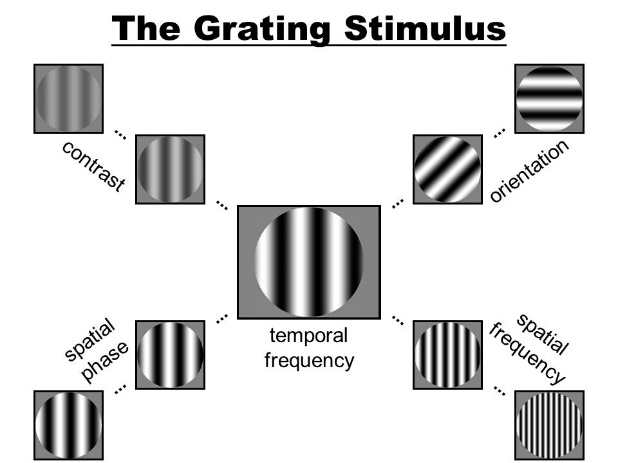 The Grating Stimulus
contrast
orientation
temporal
frequency
spatial
phase
spatial
frequency